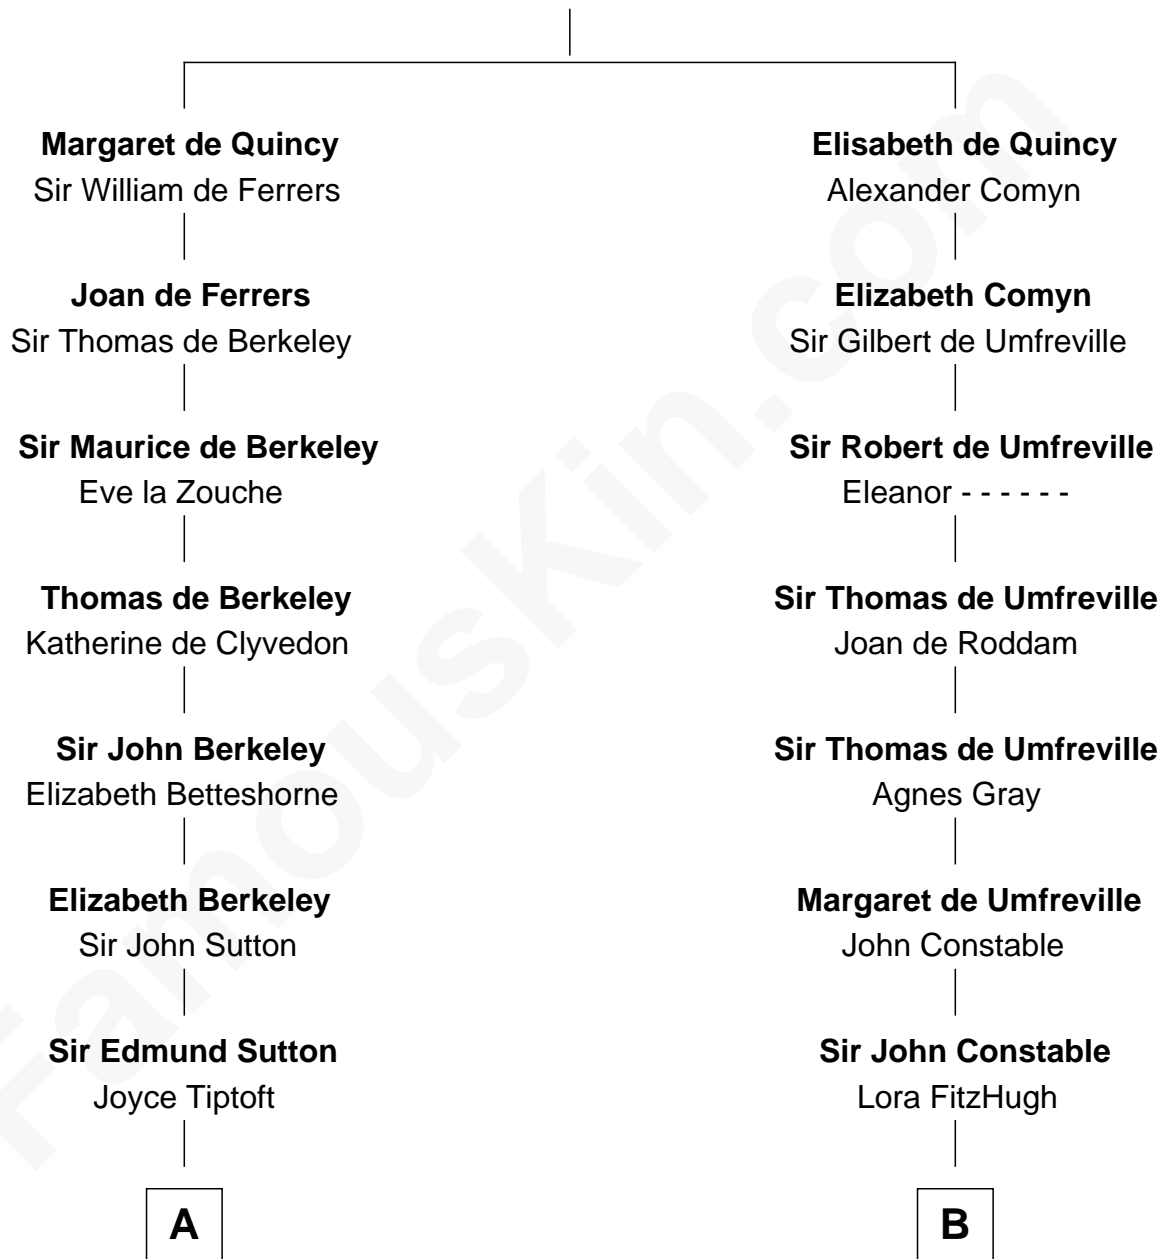 Margaret de Quincy
Sir William de Ferrers
Elisabeth de Quincy
Alexander Comyn
Joan de Ferrers
Sir Thomas de Berkeley
Elizabeth Comyn
Sir Gilbert de Umfreville
Sir Maurice de Berkeley
Eve la Zouche
Sir Robert de Umfreville
Eleanor - - - - - -
Thomas de Berkeley
Katherine de Clyvedon
Sir Thomas de Umfreville
Joan de Roddam
Sir John Berkeley
Elizabeth Betteshorne
Sir Thomas de Umfreville
Agnes Gray
Elizabeth Berkeley
Sir John Sutton
Margaret de Umfreville
John Constable
Sir Edmund Sutton
Joyce Tiptoft
Sir John Constable
Lora FitzHugh
A
B
FamousKin.com